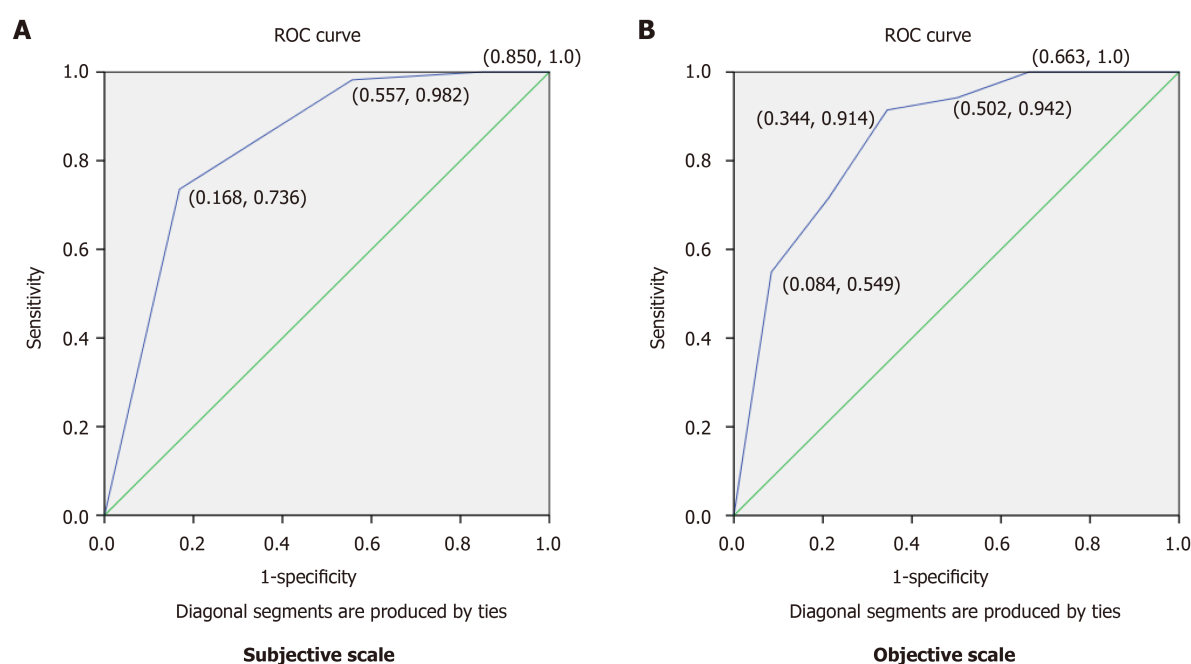 A
ROC curve
(0.850, 1.0)
1.0
(0.557, 0.982)
0.8
(0.168, 0.736)
0.6
Sensitivity
0.4
0.2
0.0
0.0 0.2 0.4 0.6 0.8 1.0
1-specificity
Diagonal segments are produced by ties
Subjective scale
B
ROC curve
(0.663, 1.0)
1.0
(0.502, 0.942)
(0.344, 0.914)
0.8
0.6
(0.084, 0.549)
Sensitivity
0.4
0.2
0.0
0.0 0.2 0.4 0.6 0.8 1.0
1-specificity
Diagonal segments are produced by ties
Objective scale